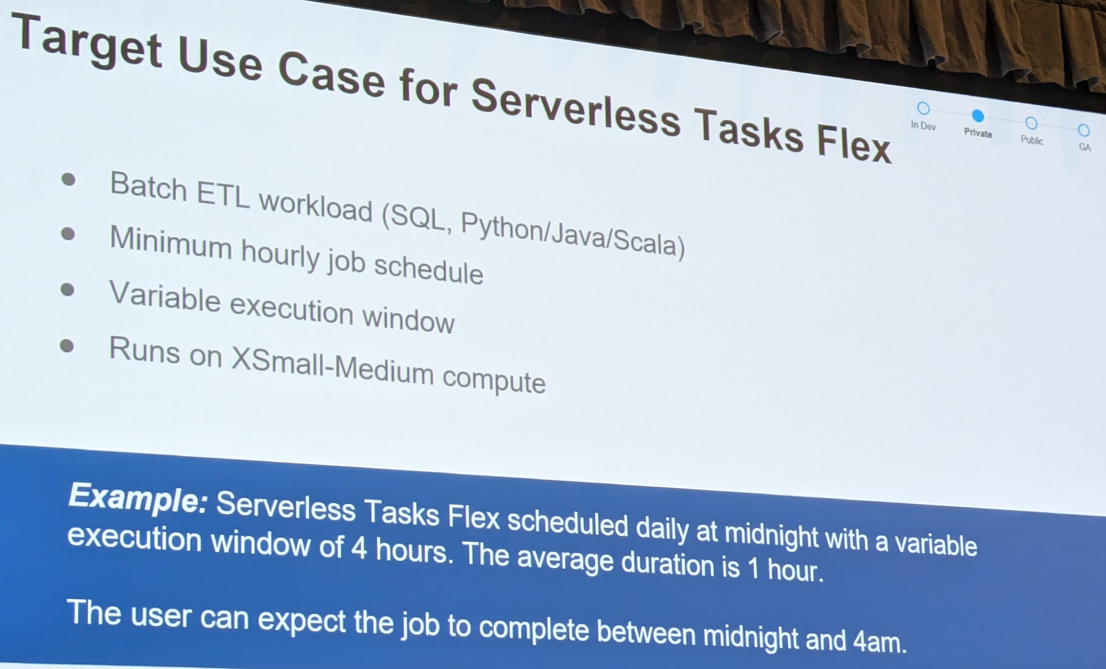 Target Use Case for Serverless Tasks Flex
In Dev
Private
Public
GA
● Batch ETL workload (SQL, Python/Java/Scala)
● Minimum hourly job schedule
● Variable execution window
● Runs on XSmall-Medium compute
Example: Serverless Tasks Flex scheduled daily at midnight with a variable
execution window of 4 hours. The average duration is 1 hour.
The user can expect the job to complete between midnight and 4am.